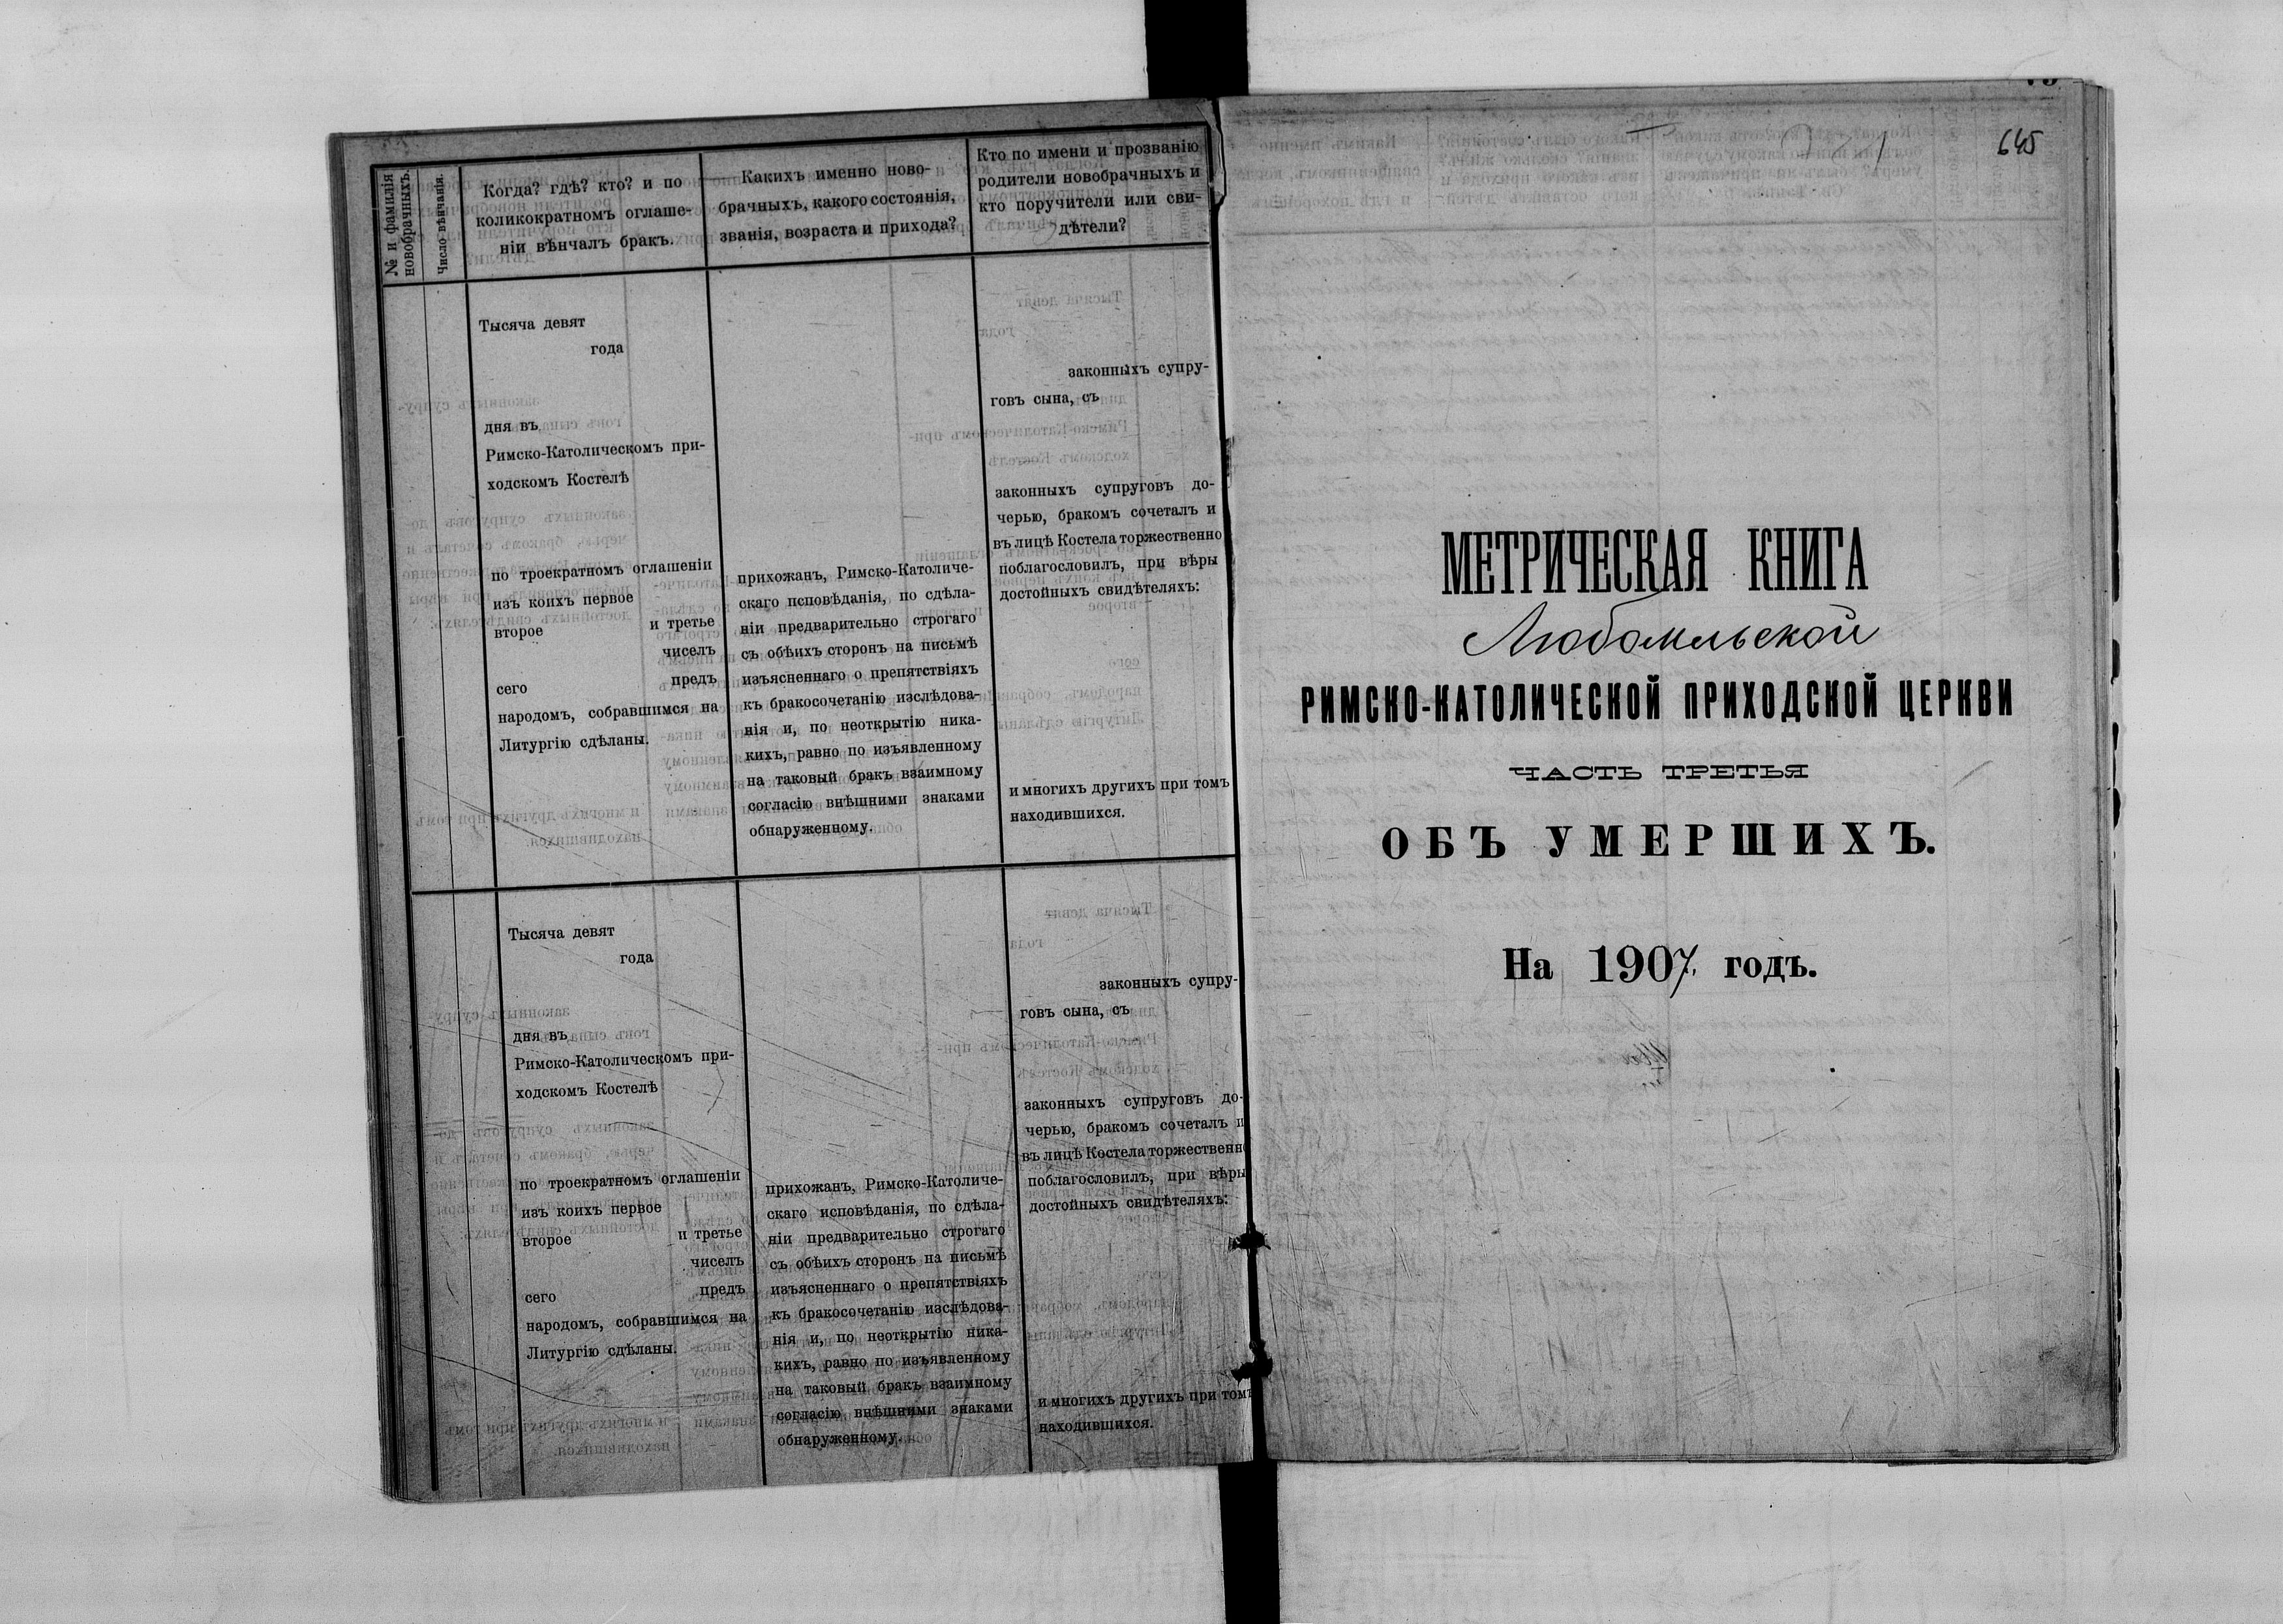 № и фамилія
новобрачныхъ.
Число вѣнчанія.
Когда? гдѣ? кто? и по
коликократномъ оглаше-
ніи вѣнчалъ бракъ.
Какихъ именно ново-
брачныхъ, какого состоянія,
званія, возраста и прихода?
Кто по имени и прозванію
родители новобрачныхъ и
кто поручители или сви-
дѣтели?
Тысяча девят
года
дня въ
Римско-Католическомъ при-
ходскомъ Костелѣ
по троекратномъ оглашеніи
изъ коихъ первое
второе и третье
чиселъ
сего предъ
народомъ, собравшимся на
Литургію сдѣланы.
прихожанъ, Римско-Католиче-
скаго исповѣданія, по сдѣла-
ніи предварительно строгаго
съ обѣихъ сторонъ на письмѣ
изъясненнаго о препятствіяхъ
къ бракосочетанію изслѣдова-
нія и, по неоткрытію ника-
кихъ, равно по изъявленному
на таковый бракъ взаимному
согласію внѣшними знаками
обнаруженному.
законныхъ супру-
говъ сына, съ
законныхъ супруговъ до-
черью, бракомъ сочеталъ и
въ лицѣ Костела торжественно
поблагословилъ, при вѣры
достойныхъ свидѣтеляхъ:
и многихъ другихъ при томъ
находившихся.
Тысяча девят
года
дня въ
Римско-Католическомъ при-
ходскомъ Костелѣ
по троекратномъ оглашеніи
изъ коихъ первое
второе и третье
чиселъ
сего предъ
народомъ, собравшимся на
Литургію сдѣланы.
прихожанъ, Римско-Католиче-
скаго исповѣданія, по сдѣла-
ніи предварительно строгаго
съ обѣихъ сторонъ на письмѣ
изъясненнаго о препятствіяхъ
къ бракосочетанію изслѣдова-
нія и, по неоткрытію ника-
кихъ, равно по изъявленному
на таковый бракъ взаимному
согласію внѣшними знаками
обнаруженному.
законныхъ супру-
говъ сына, съ
законныхъ супруговъ до-
черью, бракомъ сочеталъ и
въ лицѣ Костела торжественн
поблагословилъ, при вѣры
достойныхъ свидѣтеляхъ:
и многихъ другихъ при томъ
находившихся.
645
МЕТРИЧЕСКАЯ КНИГА
Любомльской
РИМСКО-КАТОЛИЧЕСКОЙ ПРИХОДСКОЙ ЦЕРКВИ
ЧАСТЬ ТРЕТЬЯ
ОБЪ УМЕРШИХЪ.
На 1907 годъ.